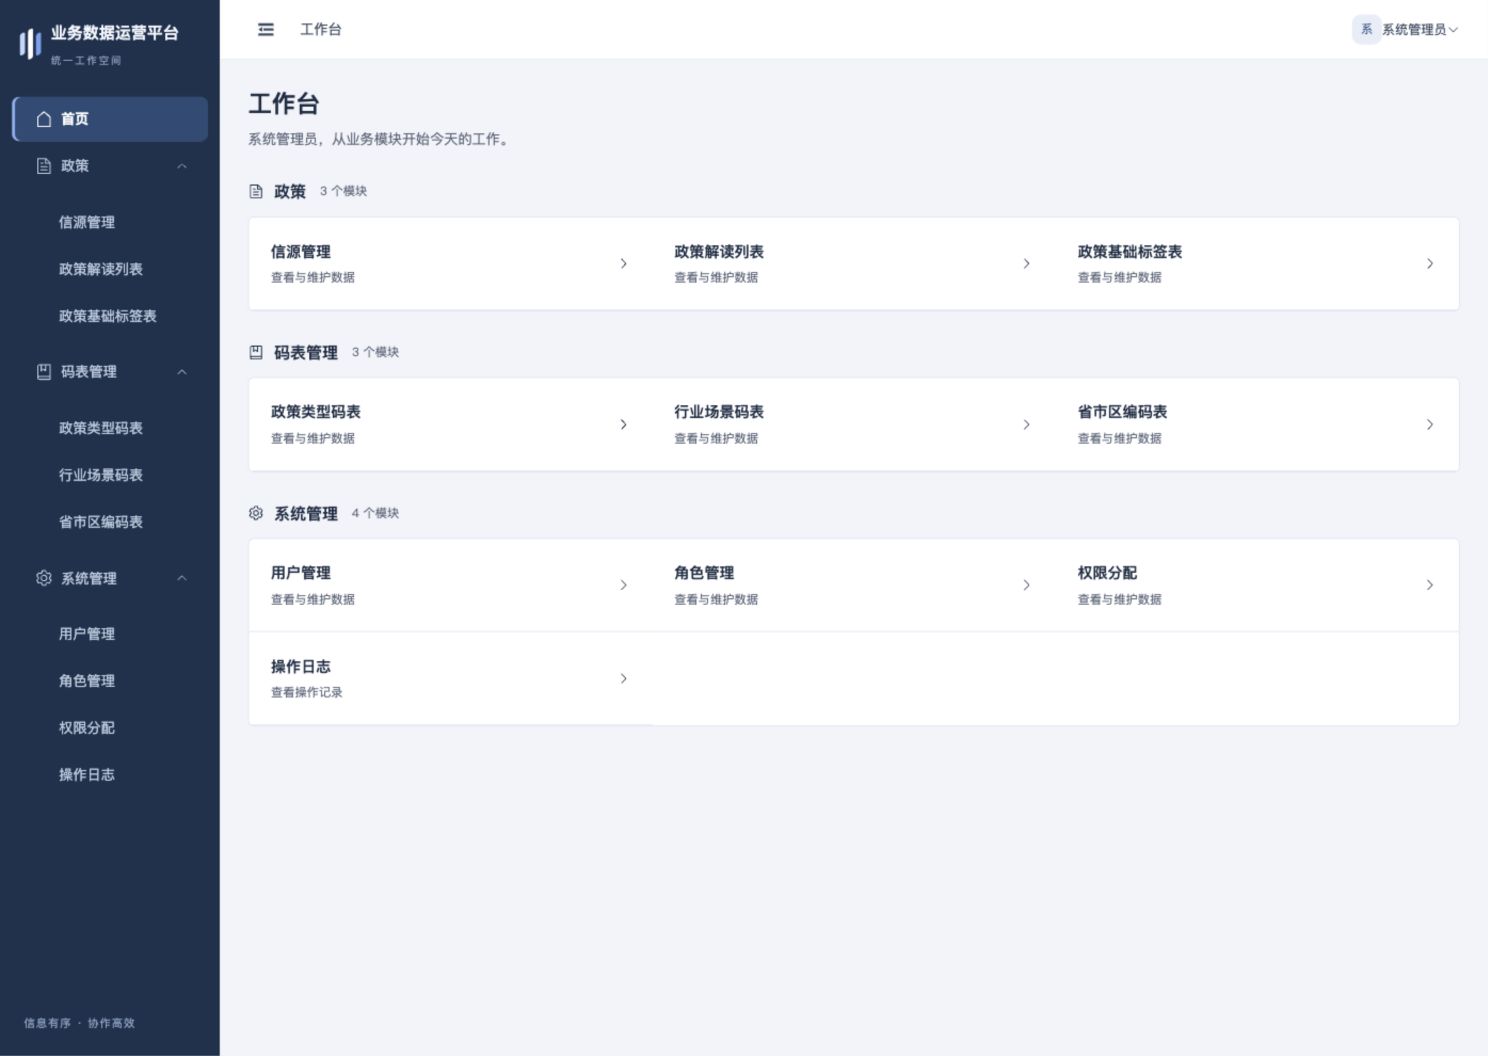 业务数据运营平台
统一工作空间
首页
政策
信源管理
政策解读列表
政策基础标签表
码表管理
政策类型码表
行业场景码表
省市区编码表
系统管理
用户管理
角色管理
权限分配
操作日志
信息有序 · 协作高效
工作台
系 系统管理员
工作台
系统管理员，从业务模块开始今天的工作。
政策 3 个模块
信源管理 政策解读列表 政策基础标签表
查看与维护数据 查看与维护数据 查看与维护数据
码表管理 3 个模块
政策类型码表 行业场景码表 省市区编码表
查看与维护数据 查看与维护数据 查看与维护数据
系统管理 4 个模块
用户管理 角色管理 权限分配
查看与维护数据 查看与维护数据 查看与维护数据
操作日志
查看操作记录